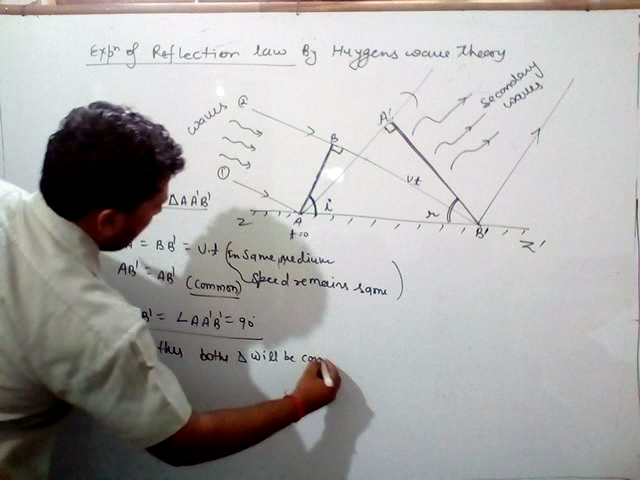 Expⁿ of Reflection law By Huygens wave Theory
waves
②
①
B
A'
secondary
waves
vt
i
r
Z
A
t=0
B'
Z'
ΔAA'B'
= BB' = v.t (In same, medium
speed remains same)
AB' = AB' (common)
B' = ∠AA'B' = 90°
boths Δ will be con